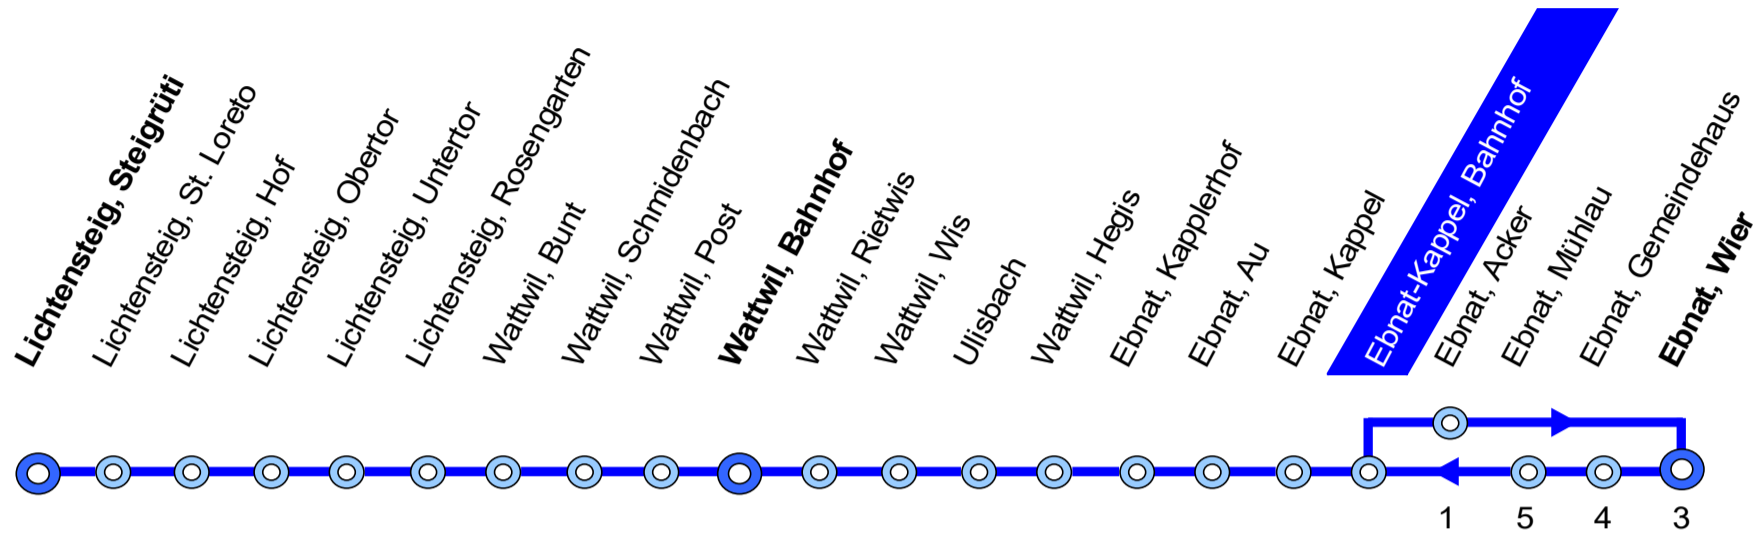 Lichtensteig, Steigrüti
Lichtensteig, St. Loreto
Lichtensteig, Hof
Lichtensteig, Obertor
Lichtensteig, Untertor
Lichtensteig, Rosengarten
Wattwil, Bunt
Wattwil, Schmidenbach
Wattwil, Post
Wattwil, Bahnhof
Wattwil, Rietwis
Wattwil, Wis
Ulisbach
Wattwil, Hegis
Ebnat, Kapplerhof
Ebnat, Au
Ebnat, Kappel
Ebnat-Kappel, Bahnhof
Ebnat, Acker
Ebnat, Mühlau
Ebnat, Gemeindehaus
Ebnat, Wier
1 5 4 3